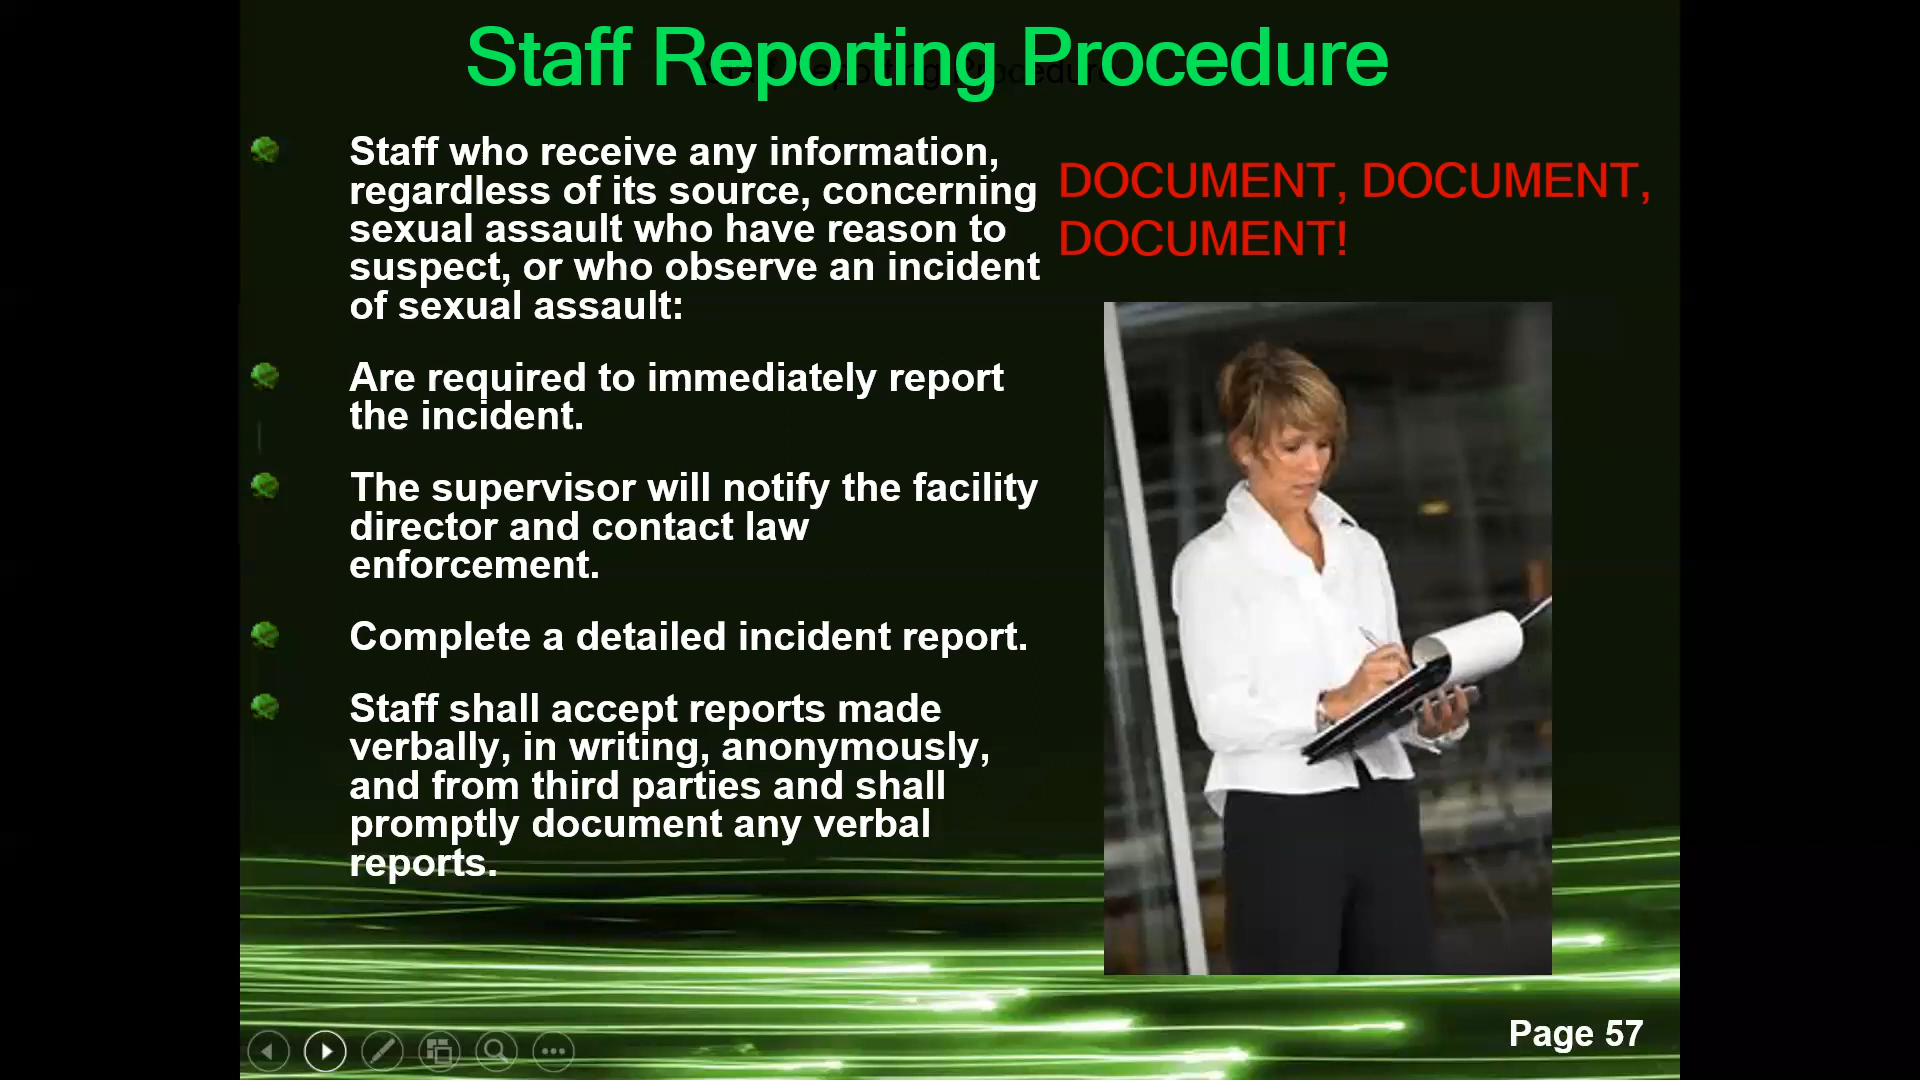 Staff Reporting Procedure
Staff who receive any information,
regardless of its source, concerning
sexual assault who have reason to
suspect, or who observe an incident
of sexual assault:
Are required to immediately report
the incident.
The supervisor will notify the facility
director and contact law
enforcement.
Complete a detailed incident report.
Staff shall accept reports made
verbally, in writing, anonymously,
and from third parties and shall
promptly document any verbal
reports.
DOCUMENT, DOCUMENT,
DOCUMENT!
Page 57